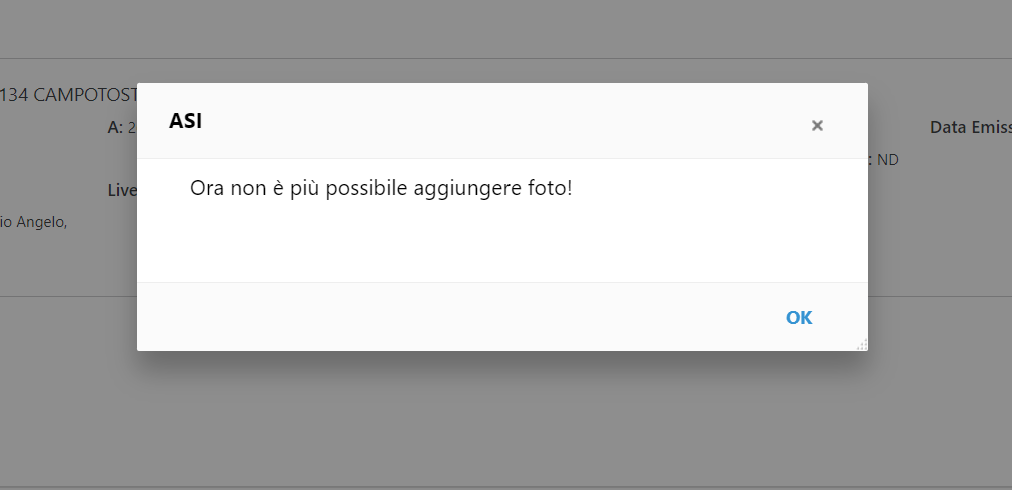 134 CAMPOTOST
ASI
×
A: 2
Data Emiss
: ND
Ora non è più possibile aggiungere foto!
Live
io Angelo,
OK